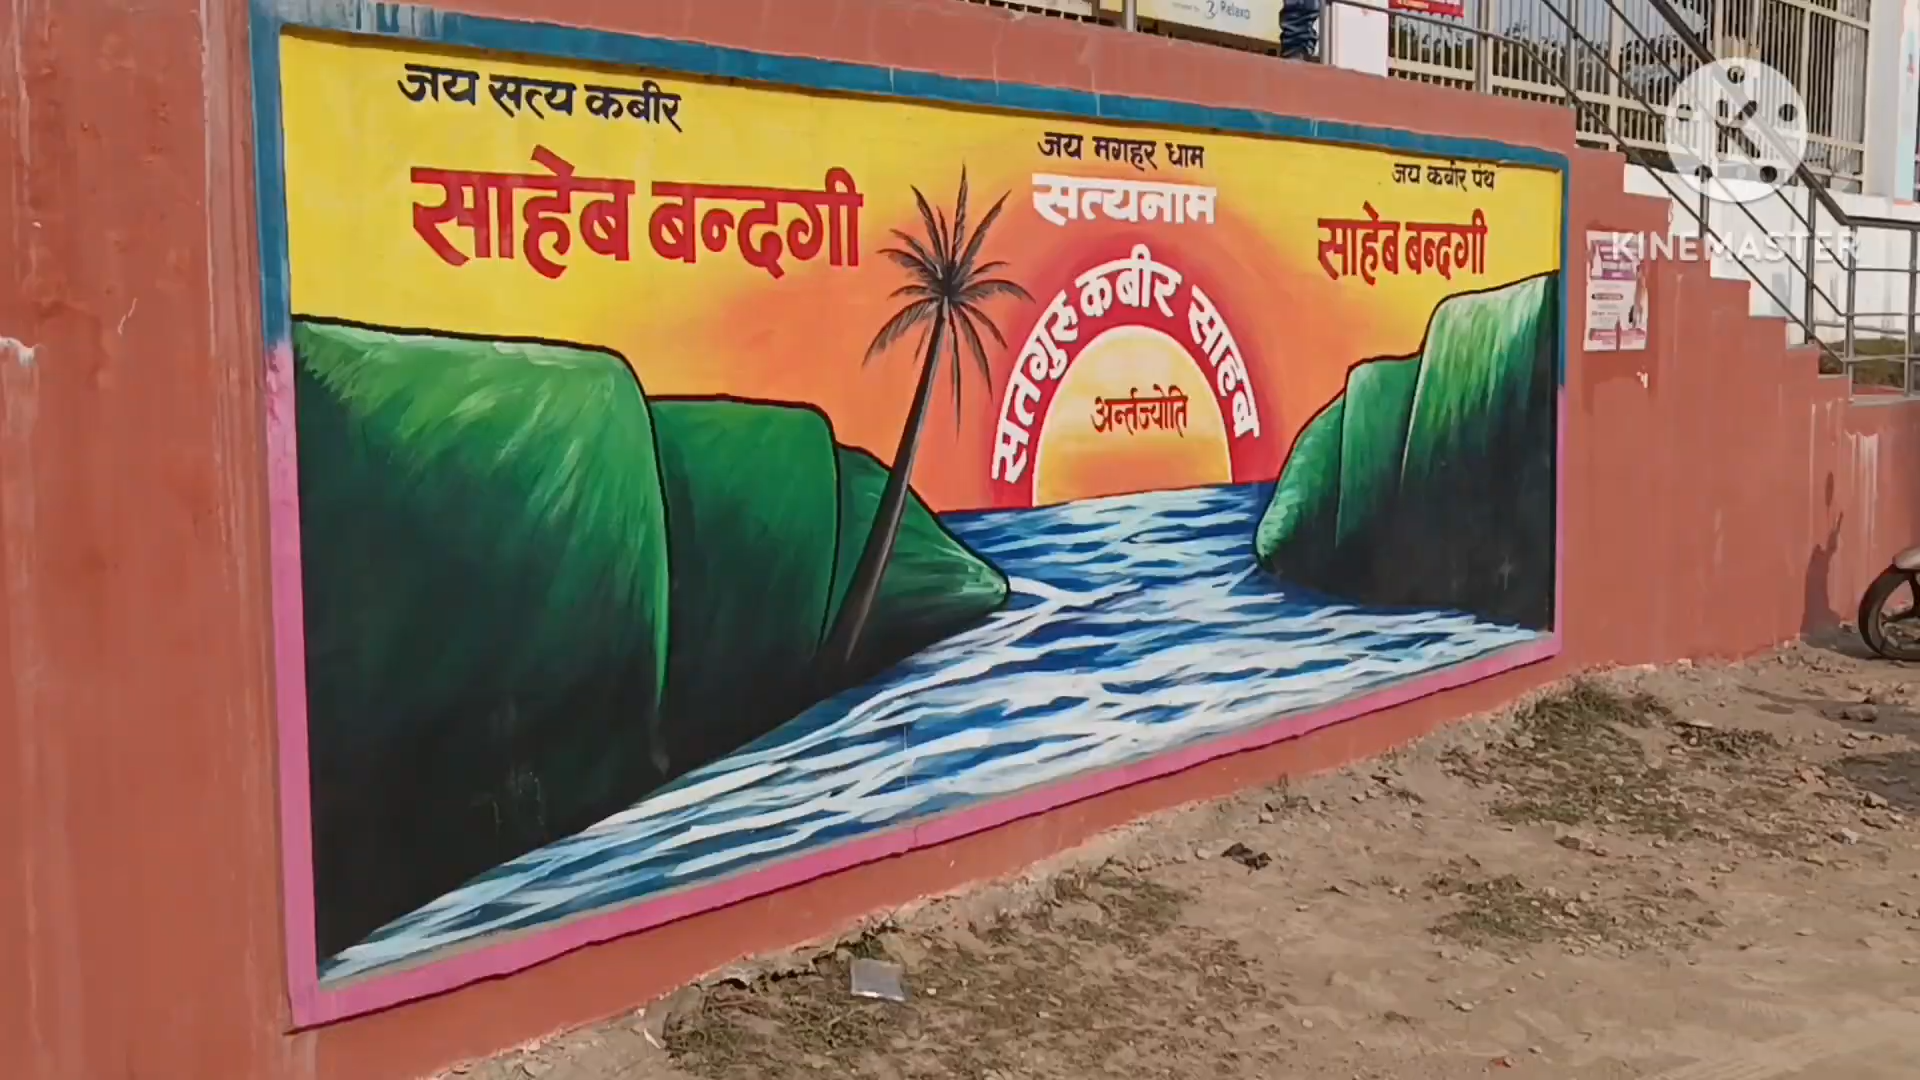 Relaxo
जय सत्य कबीर
साहेब बन्दगी
जय मगहर धाम
सत्यनाम
सतगुरु कबीर साहब
अर्न्तज्योति
जय कबीर पंथ
साहेब बन्दगी
KINEMASTER